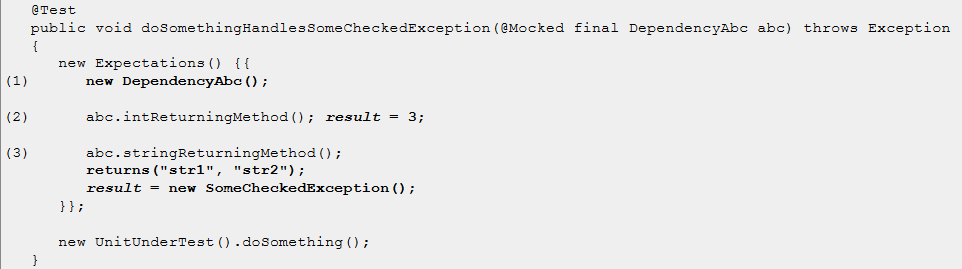 @Test
public void doSomethingHandlesSomeCheckedException(@Mocked final DependencyAbc abc) throws Exception
{
new Expectations() {{
(1) new DependencyAbc();
(2) abc.intReturningMethod(); result = 3;
(3) abc.stringReturningMethod();
returns("str1", "str2");
result = new SomeCheckedException();
}};
new UnitUnderTest().doSomething();
}